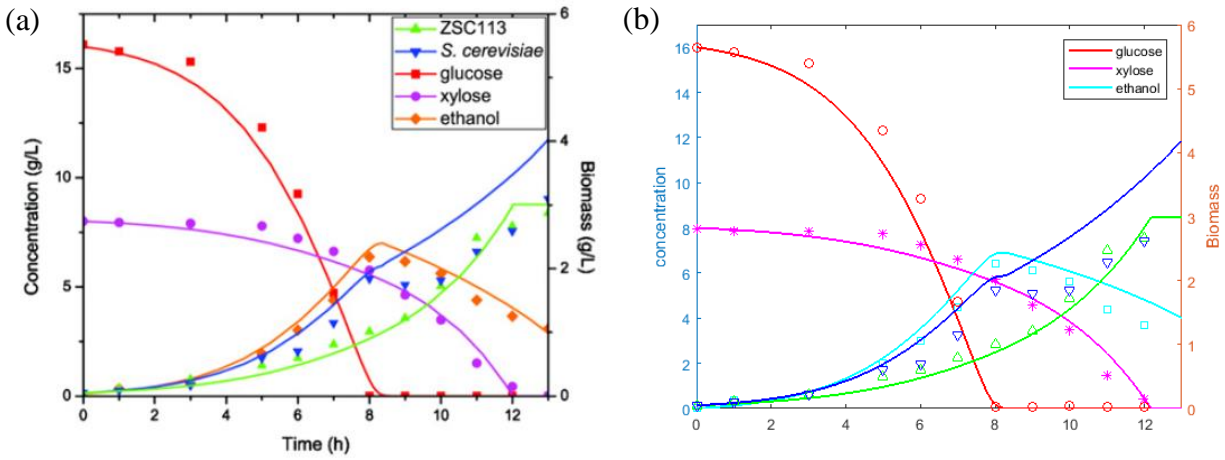 (a)
ZSC113
S. cerevisiae
glucose
xylose
ethanol
Concentration (g/L)
15
10
5
0
6
4
2
0
Biomass (g/L)
0 2 4 6 8 10 12
Time (h)
(b)
glucose
xylose
ethanol
concentration
16
14
12
10
8
6
4
2
0
6
5
4
3
2
1
0
Biomass
0 2 4 6 8 10 12